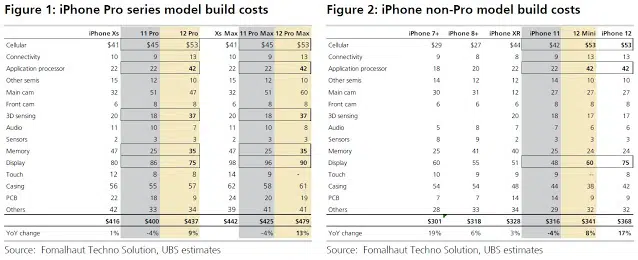 Figure 1: iPhone Pro series model build costs
iPhone Xs 11 Pro 12 Pro Xs Max 11 Pro Max 12 Pro Max
Cellular $41 $45 $53 $41 $45 $53
Connectivity 10 9 13 10 9 13
Application processor 22 22 42 22 22 42
Other semis 15 12 10 15 12 10
Main cam 32 51 47 32 51 60
Front cam 6 8 8 6 8 8
3D sensing 20 18 37 20 18 37
Audio 11 10 7 11 10 8
Sensors 2 3 3 2 3 3
Memory 47 25 35 47 25 35
Display 80 86 75 98 96 90
Touch 12 8 8 14 9 -
Casing 56 55 57 62 58 61
PCB 22 18 9 24 20 19
Others 42 33 34 39 41 41
$416 $400 $437 $442 $425 $479
YoY change 1% -4% 9% -4% 13%
Source: Fomalhaut Techno Solution, UBS estimates
Figure 2: iPhone non-Pro model build costs
iPhone 7+ iPhone 8+ iPhone XR iPhone 11 12 Mini iPhone 12
Cellular $29 $27 $44 $42 $53 $53
Connectivity 9 8 8 9 13 13
Application processor 18 20 22 22 42 42
Other semis 14 12 12 14 10 10
Main cam 30 31 12 27 27 27
Front cam 6 6 6 8 8 8
3D sensing 20 18 17 17
Audio 5 8 7 7 6 6
Sensors 8 9 2 3 3 3
Memory 25 41 40 25 24 24
Display 60 55 51 48 60 75
Touch 10 9 9 9 -- 8
Casing 54 54 48 44 38 42
PCB 7 7 14 14 9 9
Others 28 33 34 29 32 32
$301 $318 $328 $316 $341 $368
YoY change 19% 6% 3% -4% 8% 17%
Source: Fomalhaut Techno Solution, UBS estimates